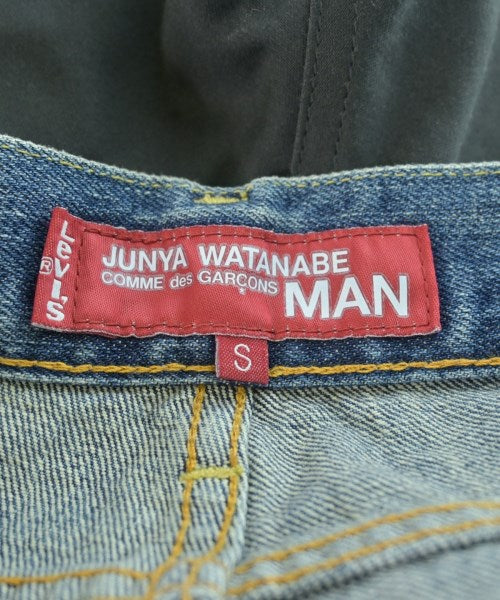 LEVI'S
®
JUNYA WATANABE
COMME des GARÇONS MAN
S